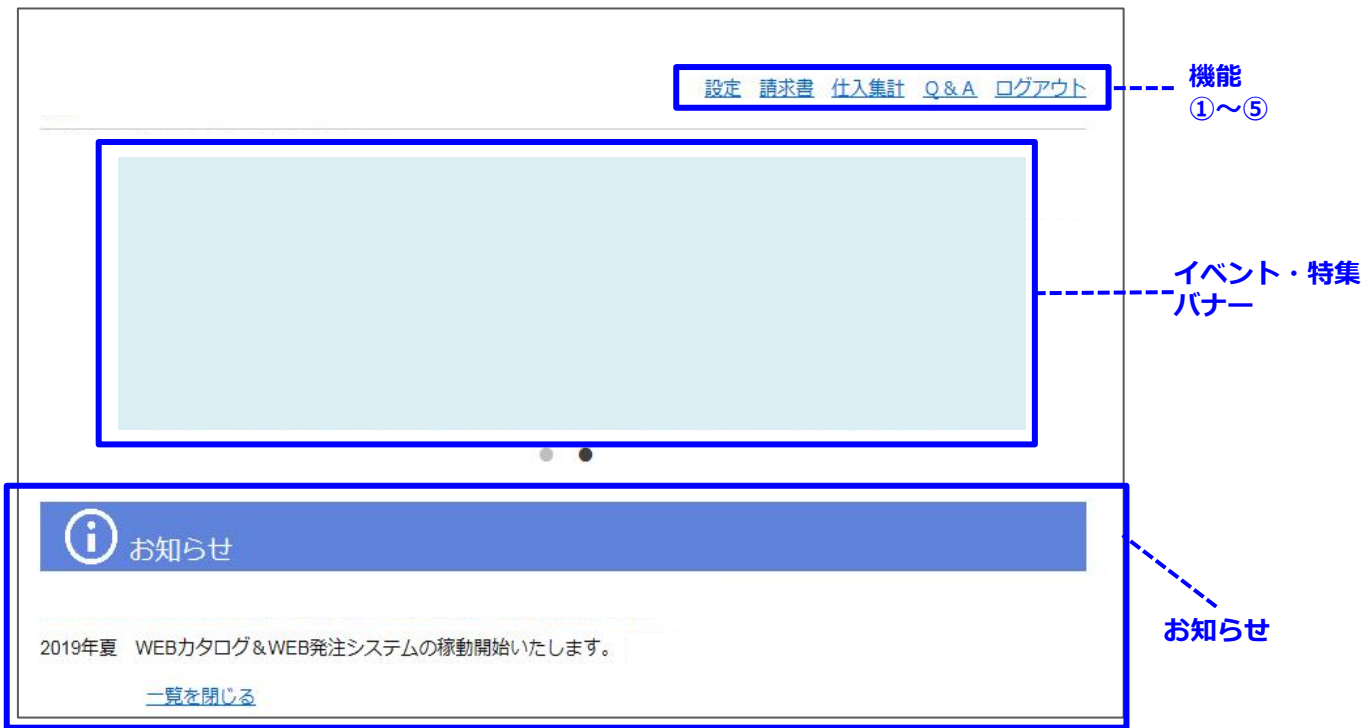 設定 請求書 仕入集計 Q&A ログアウト
機能
①～⑤
イベント・特集
バナー
お知らせ
2019年夏 WEBカタログ&WEB発注システムの稼動開始いたします。
お知らせ
一覧を閉じる